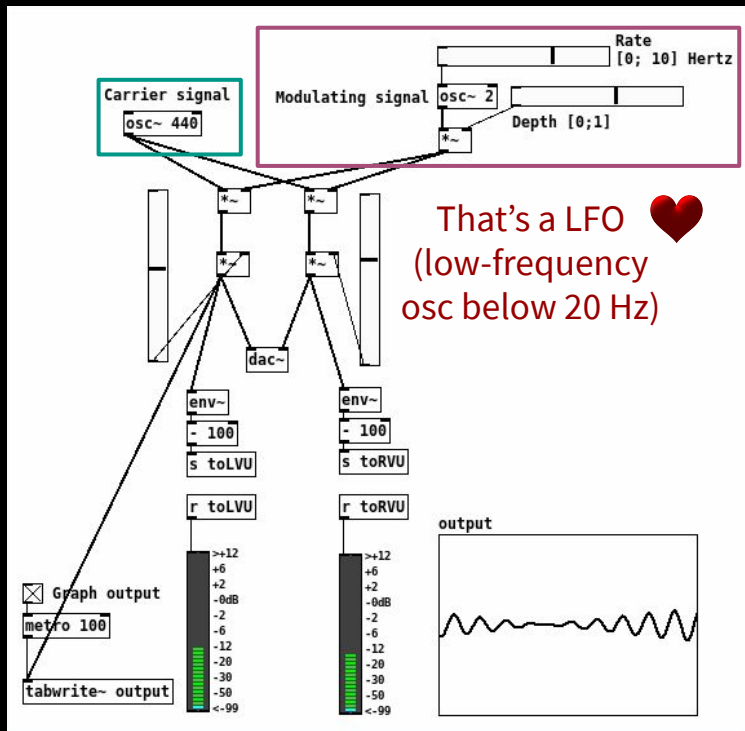 Rate
[0; 10] Hertz
Carrier signal
osc~ 440
Modulating signal
osc~ 2
Depth [0;1]
*~
*~
*~
That's a LFO
(low-frequency
osc below 20 Hz)
*~
*~
dac~
env~
- 100
s toLVU
env~
- 100
s toRVU
r toLVU
r toRVU
>+12
+6
+2
-0dB
-2
-6
-12
-20
-30
-50
<-99
>+12
+6
+2
-0dB
-2
-6
-12
-20
-30
-50
<-99
output
Graph output
metro 100
tabwrite~ output